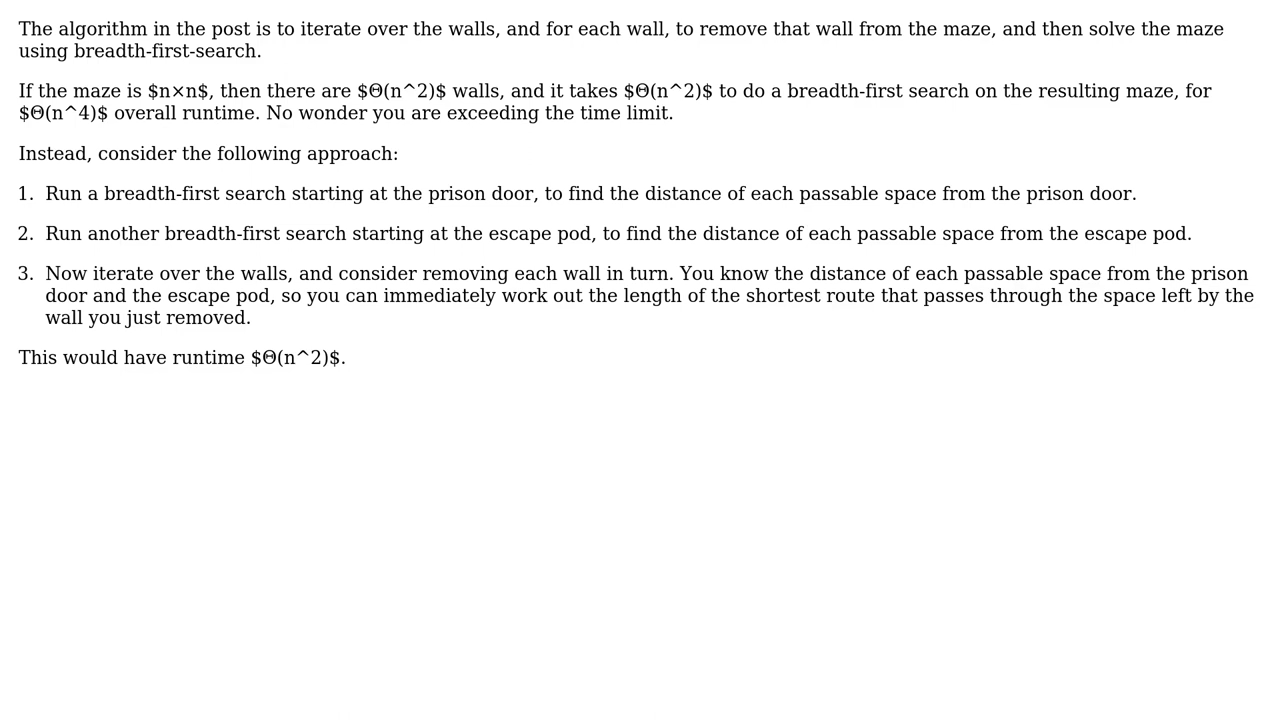 The algorithm in the post is to iterate over the walls, and for each wall, to remove that wall from the maze, and then solve the maze
using breadth-first-search.
If the maze is $n×n$, then there are $Θ(n^2)$ walls, and it takes $Θ(n^2)$ to do a breadth-first search on the resulting maze, for
$Θ(n^4)$ overall runtime. No wonder you are exceeding the time limit.
Instead, consider the following approach:
1. Run a breadth-first search starting at the prison door, to find the distance of each passable space from the prison door.
2. Run another breadth-first search starting at the escape pod, to find the distance of each passable space from the escape pod.
3. Now iterate over the walls, and consider removing each wall in turn. You know the distance of each passable space from the prison
door and the escape pod, so you can immediately work out the length of the shortest route that passes through the space left by the
wall you just removed.
This would have runtime $Θ(n^2)$.